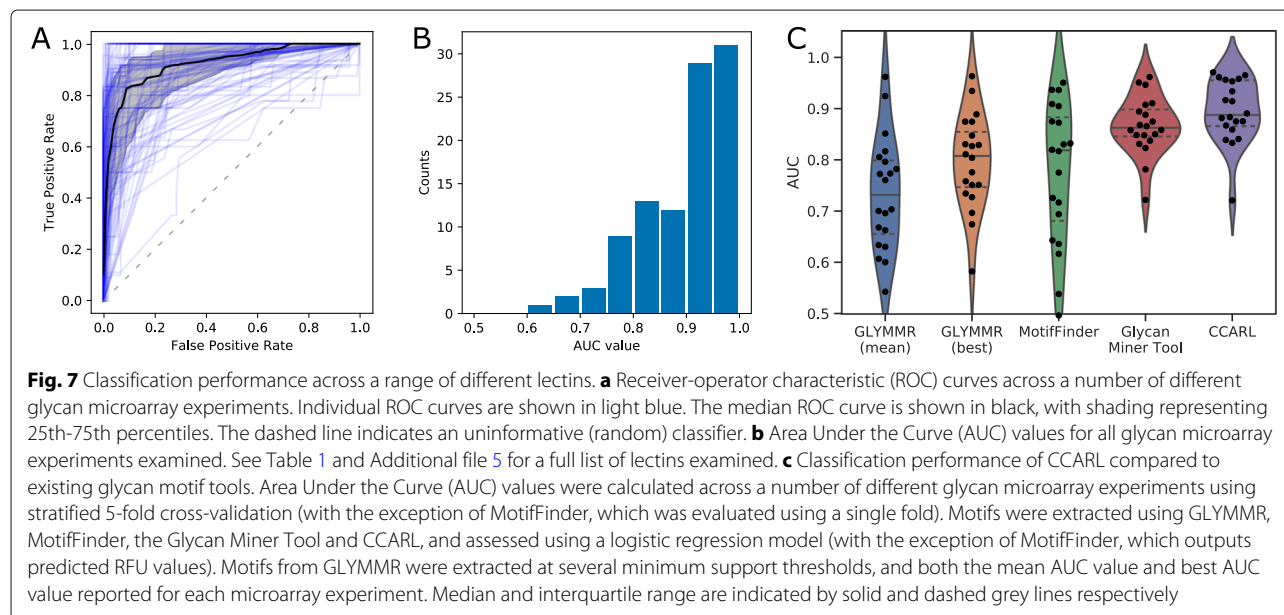 A
1.0
0.8
0.6
0.4
0.2
0.0
True Positive Rate
0.0 0.2 0.4 0.6 0.8 1.0
False Positive Rate
B
30
25
20
15
10
5
0
Counts
0.5 0.6 0.7 0.8 0.9 1.0
AUC value
C
1.0
0.9
0.8
0.7
0.6
0.5
AUC
GLYMMR
(mean)
GLYMMR
(best)
MotifFinder
Glycan
Miner Tool
CCARL
Fig. 7 Classification performance across a range of different lectins. a Receiver-operator characteristic (ROC) curves across a number of different
glycan microarray experiments. Individual ROC curves are shown in light blue. The median ROC curve is shown in black, with shading representing
25th-75th percentiles. The dashed line indicates an uninformative (random) classifier. b Area Under the Curve (AUC) values for all glycan microarray
experiments examined. See Table 1 and Additional file 5 for a full list of lectins examined. c Classification performance of CCARL compared to
existing glycan motif tools. Area Under the Curve (AUC) values were calculated across a number of different glycan microarray experiments using
stratified 5-fold cross-validation (with the exception of MotifFinder, which was evaluated using a single fold). Motifs were extracted using GLYMMR,
MotifFinder, the Glycan Miner Tool and CCARL, and assessed using a logistic regression model (with the exception of MotifFinder, which outputs
predicted RFU values). Motifs from GLYMMR were extracted at several minimum support thresholds, and both the mean AUC value and best AUC
value reported for each microarray experiment. Median and interquartile range are indicated by solid and dashed grey lines respectively